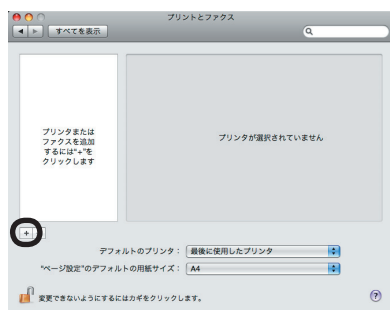 プリントとファクス
すべてを表示
プリンタまたは
ファクスを追加
するには“+”を
クリックします
プリンタが選択されていません
+
デフォルトのプリンタ： 最後に使用したプリンタ
“ページ設定”のデフォルトの用紙サイズ： A4
変更できないようにするにはカギをクリックします。
?